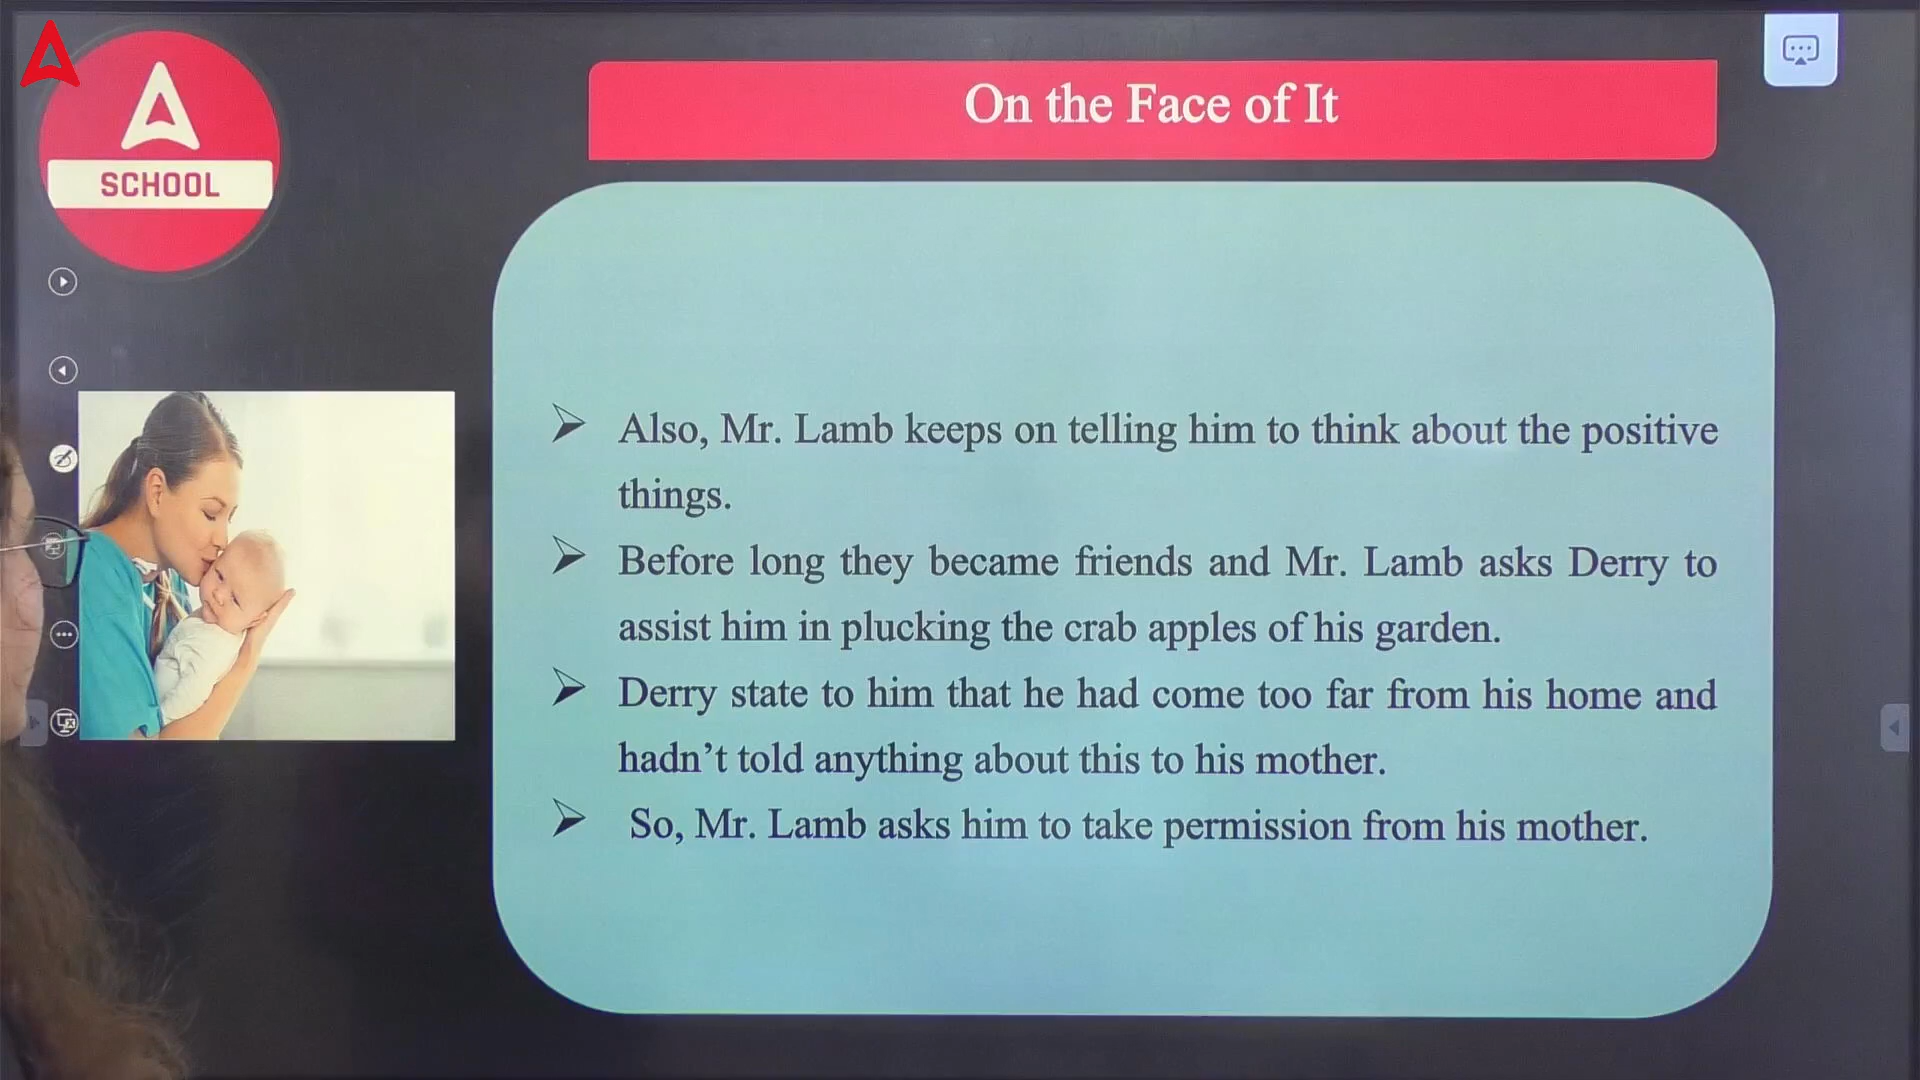 SCHOOL
On the Face of It
Also, Mr. Lamb keeps on telling him to think about the positive
things.
Before long they became friends and Mr. Lamb asks Derry to
assist him in plucking the crab apples of his garden.
Derry state to him that he had come too far from his home and
hadn't told anything about this to his mother.
So, Mr. Lamb asks him to take permission from his mother.